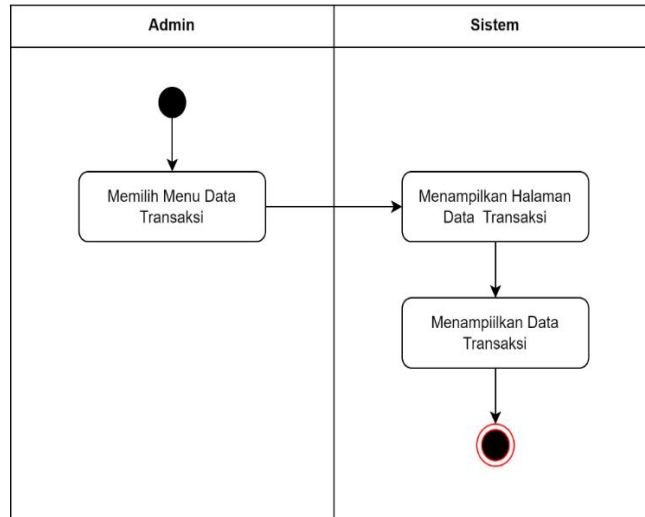 Admin
Sistem
Memilih Menu Data
Transaksi
Menampilkan Halaman
Data Transaksi
Menampiilkan Data
Transaksi